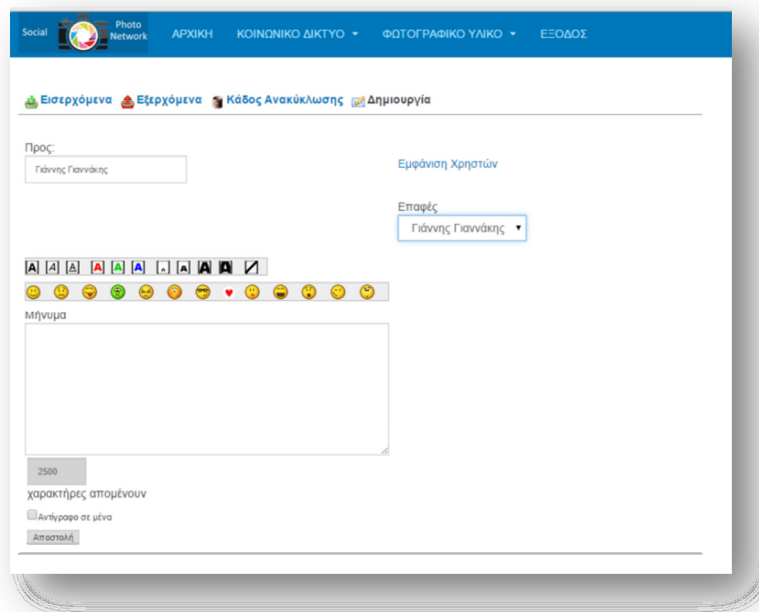 Social Photo Network ΑΡΧΙΚΗ ΚΟΙΝΩΝΙΚΟ ΔΙΚΤΥΟ ΦΩΤΟΓΡΑΦΙΚΟ ΥΛΙΚΟ ΕΞΟΔΟΣ
Εισερχόμενα Εξερχόμενα Κάδος Ανακύκλωσης Δημιουργία
Προς:
Γιάννης Γιαννάκης
Εμφάνιση Χρηστών
Επαφές
Γιάννης Γιαννάκης
A A A A A A a A A A
Μήνυμα
2500
χαρακτήρες απομένουν
Αντίγραφο σε μένα
Αποστολή